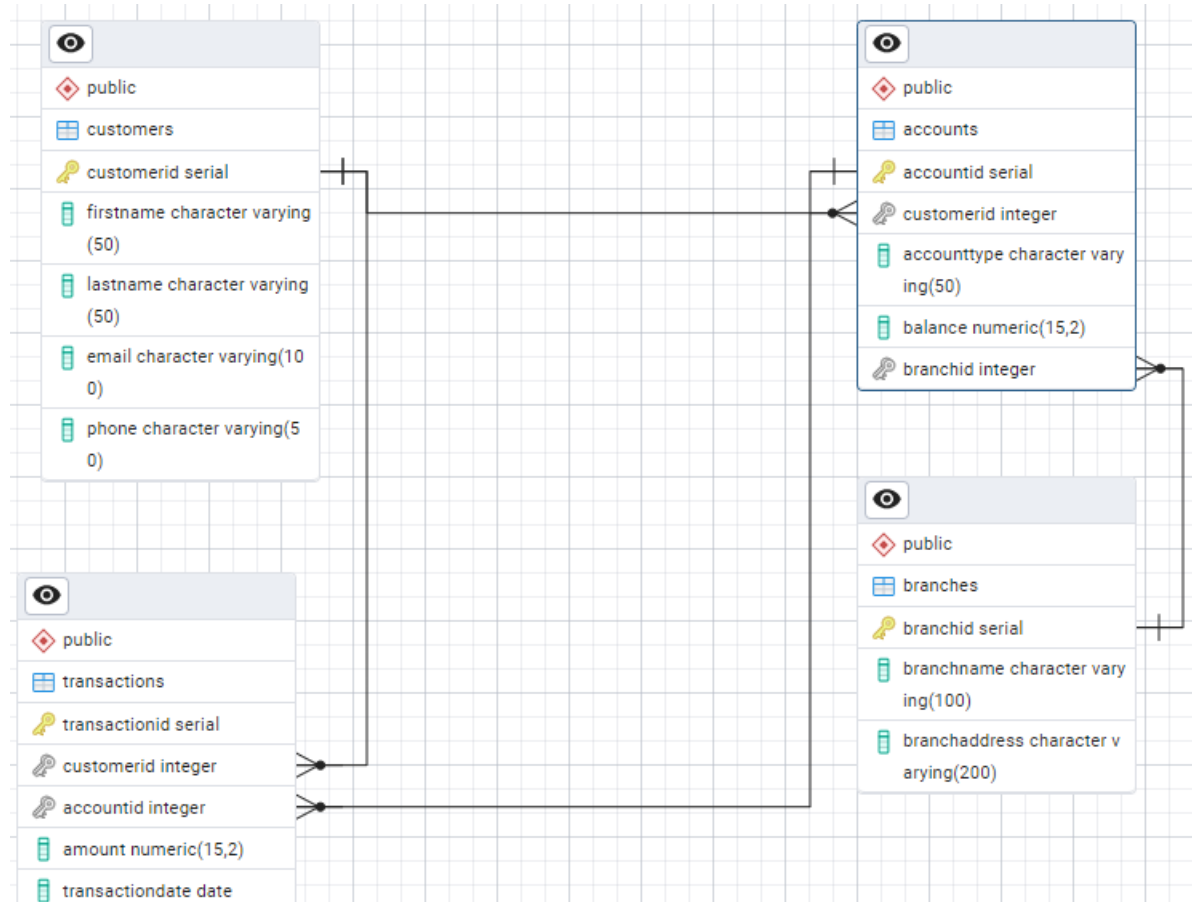 public
customers
customerid serial
firstname character varying
(50)
lastname character varying
(50)
email character varying(10
0)
phone character varying(5
0)
public
accounts
accountid serial
customerid integer
accounttype character vary
ing(50)
balance numeric(15,2)
branchid integer
public
branches
branchid serial
branchname character vary
ing(100)
branchaddress character v
arying(200)
public
transactions
transactionid serial
customerid integer
accountid integer
amount numeric(15,2)
transactiondate date